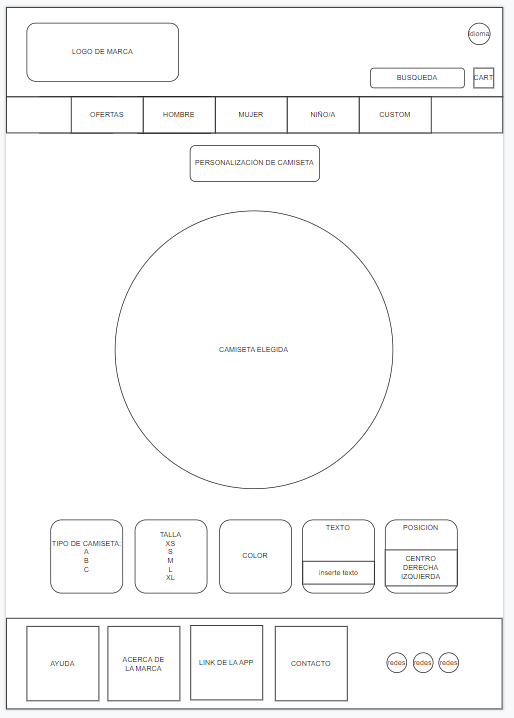 LOGO DE MARCA
idioma
BÚSQUEDA
CART
OFERTAS
HOMBRE
MUJER
NIÑO/A
CUSTOM
PERSONALIZACIÓN DE CAMISETA
CAMISETA ELEGIDA
TIPO DE CAMISETA:
A
B
C
TALLA
XS
S
M
L
XL
COLOR
TEXTO
inserte texto
POSICIÓN
CENTRO
DERECHA
IZQUIERDA
AYUDA
ACERCA DE
LA MARCA
LINK DE LA APP
CONTACTO
redes
redes
redes